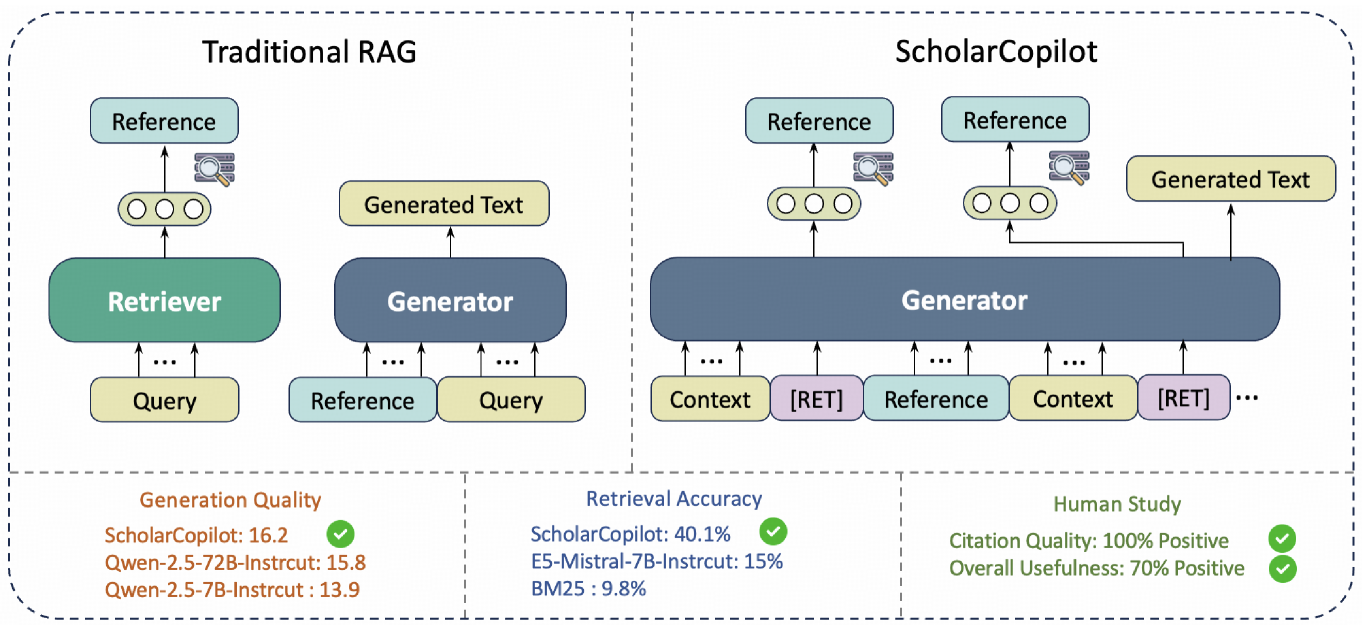 Traditional RAG
Reference
Generated Text
Retriever
Generator
...
...
...
Query
Reference
Query
ScholarCopilot
Reference
Reference
Generated Text
Generator
...
...
...
Context
[RET]
Reference
Context
[RET]
...
Generation Quality
ScholarCopilot: 16.2
Qwen-2.5-72B-Instrcut: 15.8
Qwen-2.5-7B-Instrcut : 13.9
Retrieval Accuracy
ScholarCopilot: 40.1%
E5-Mistral-7B-Instrcut: 15%
BM25 : 9.8%
Human Study
Citation Quality: 100% Positive
Overall Usefulness: 70% Positive